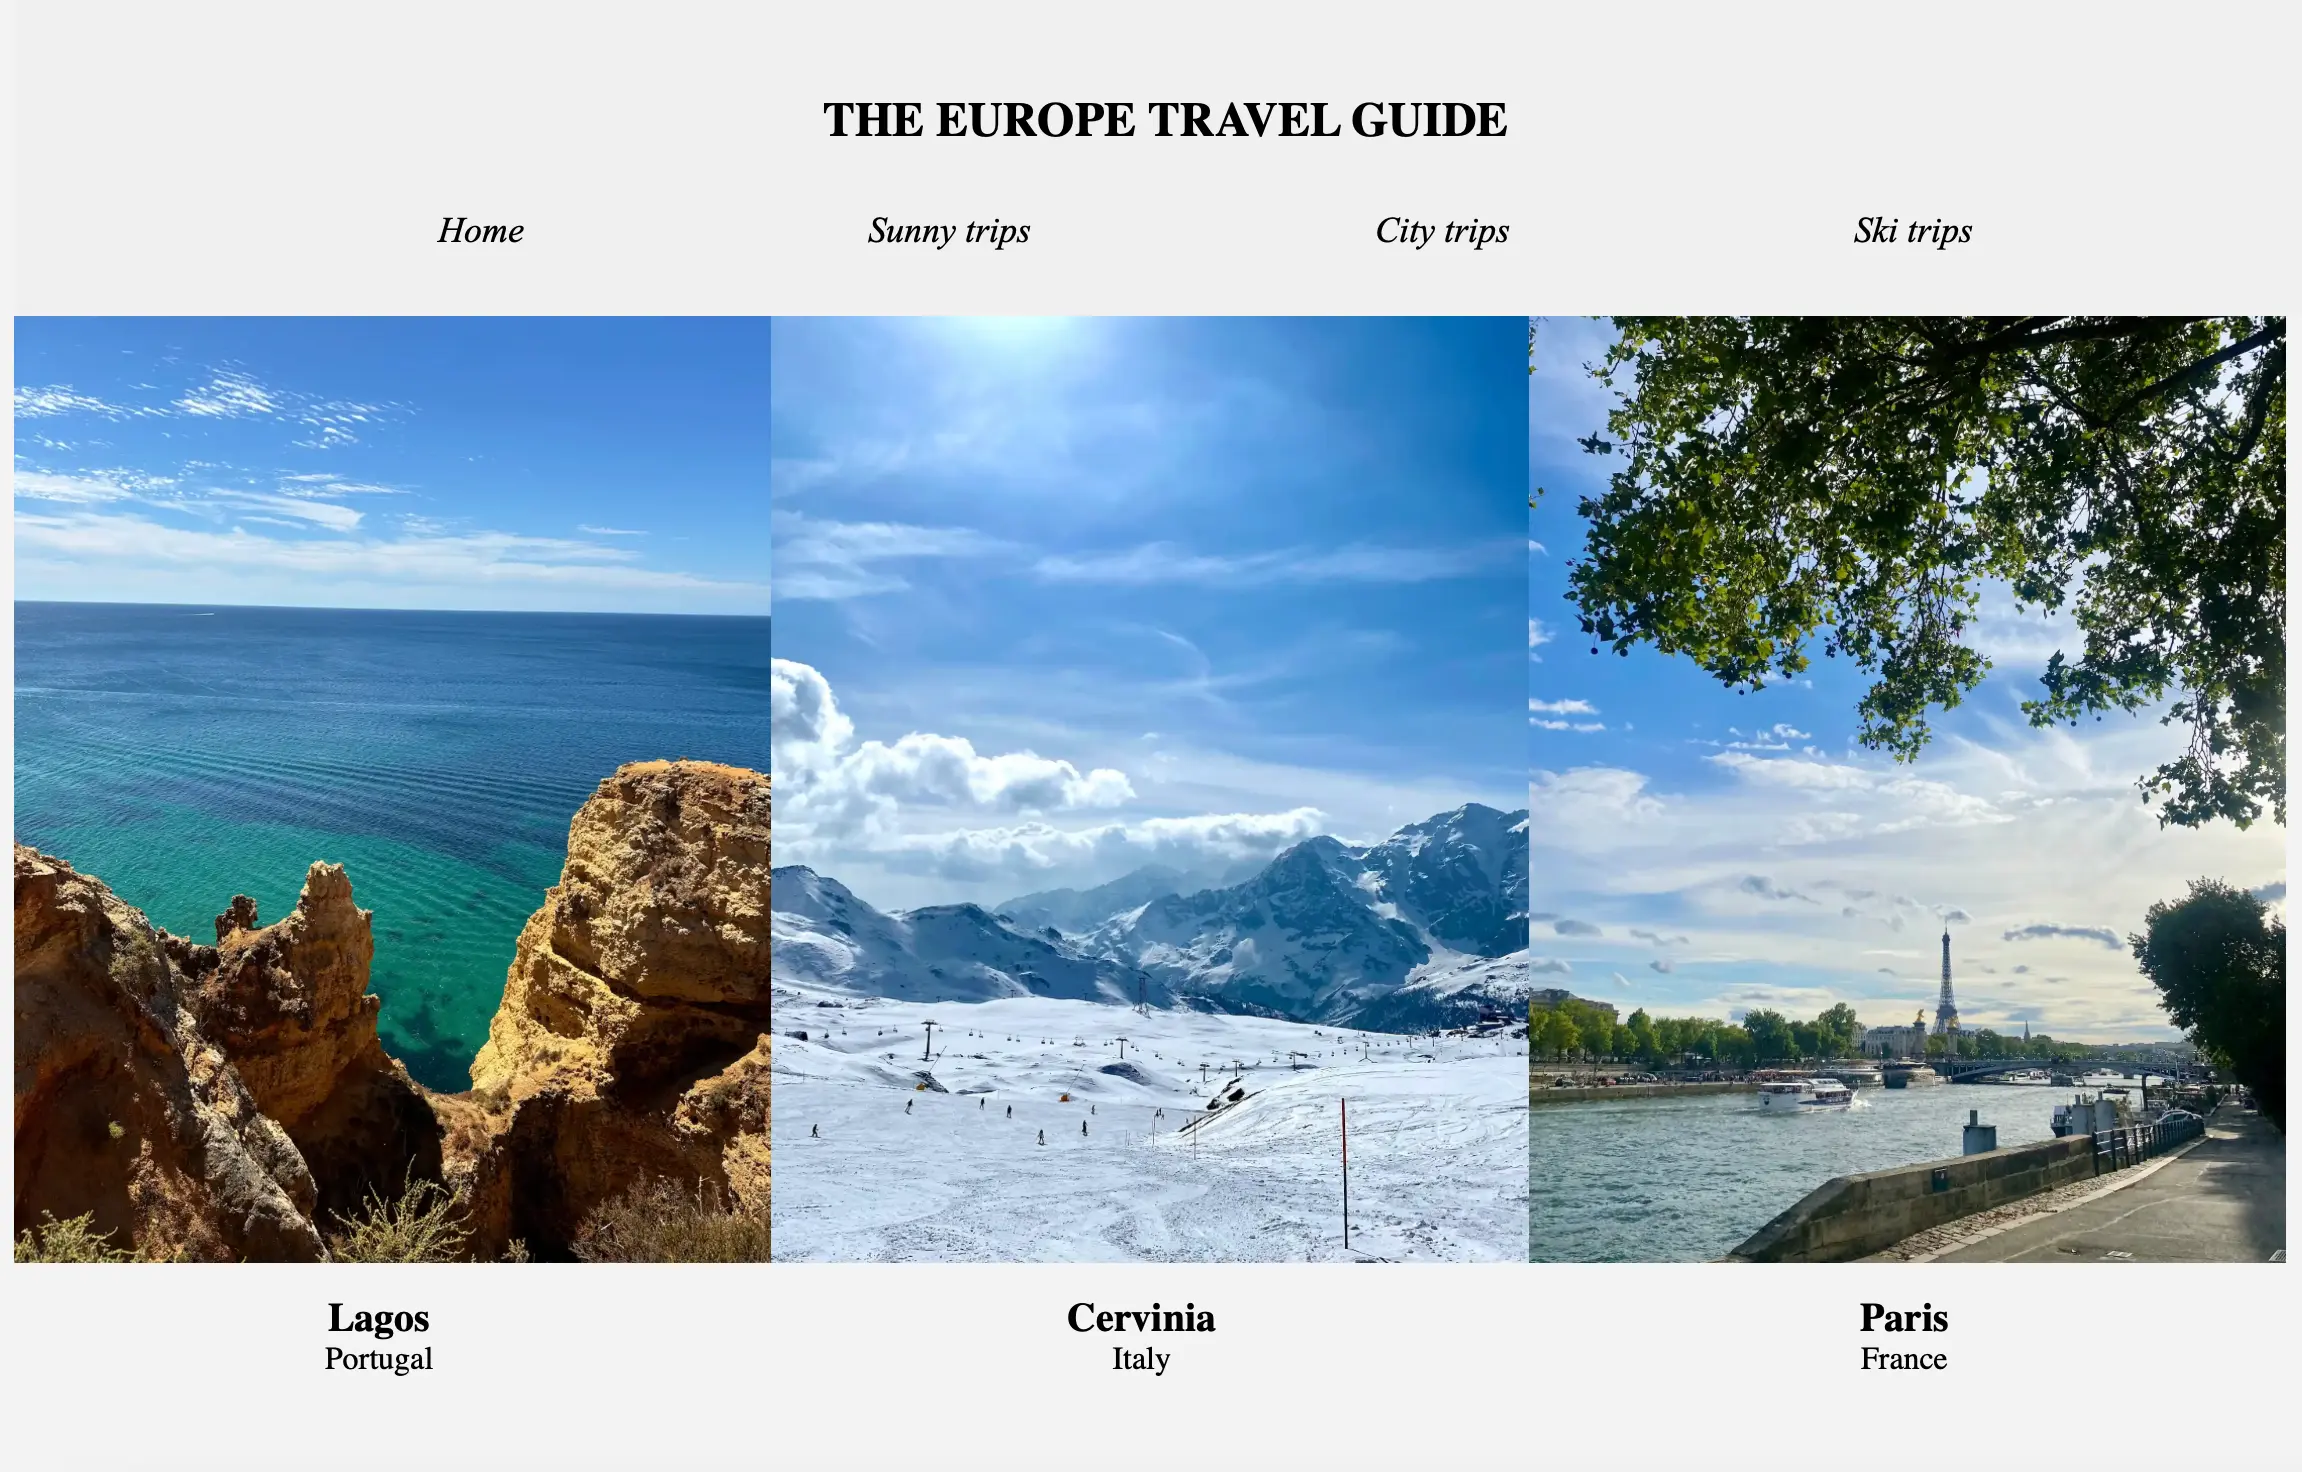 THE EUROPE TRAVEL GUIDE
Home Sunny trips City trips Ski trips
Lagos Cervinia Paris
Portugal Italy France